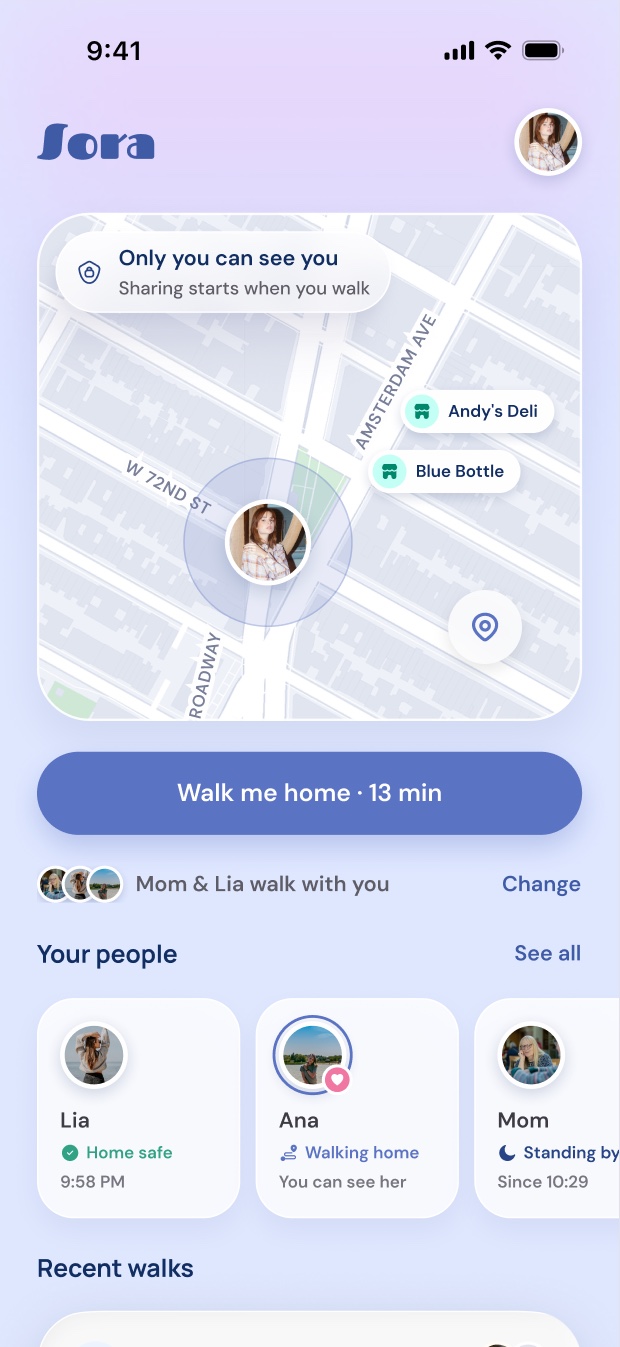 9:41
Sora
Only you can see you
Sharing starts when you walk
AMSTERDAM AVE
Andy's Deli
Blue Bottle
W 72ND ST
ROADWAY
Walk me home · 13 min
Mom & Lia walk with you
Change
Your people
See all
Lia
Home safe
9:58 PM
Ana
Walking home
You can see her
Mom
Standing by
Since 10:29
Recent walks